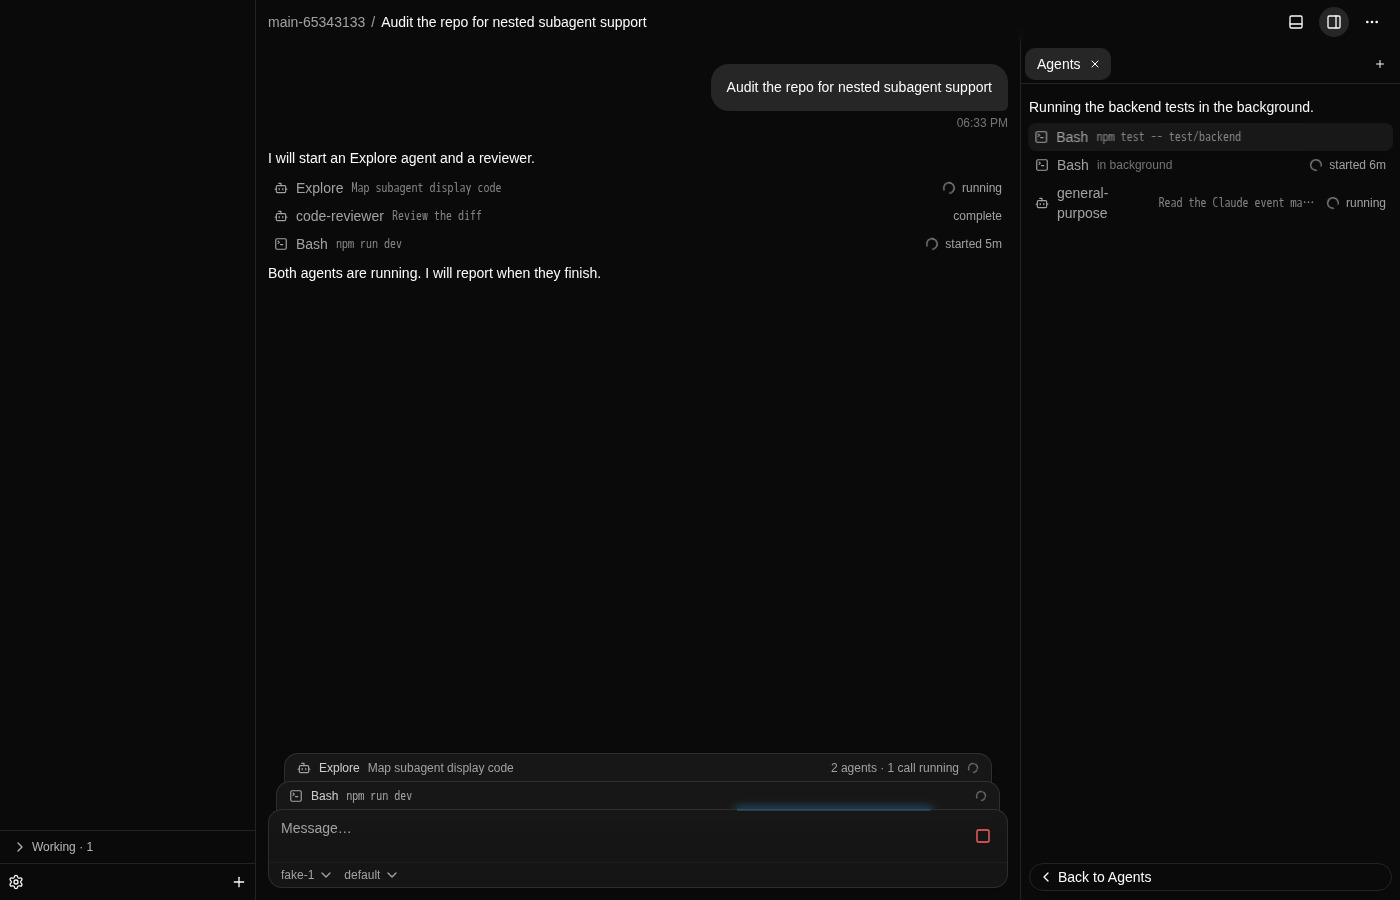 main-65343133 / Audit the repo for nested subagent support
Audit the repo for nested subagent support
06:33 PM
I will start an Explore agent and a reviewer.
Explore Map subagent display code running
code-reviewer Review the diff complete
Bash npm run dev started 5m
Both agents are running. I will report when they finish.
Explore Map subagent display code 2 agents · 1 call running
Bash npm run dev
Message…
fake-1 default
Working · 1
Agents
Running the backend tests in the background.
Bash npm test -- test/backend
Bash in background started 6m
general-
purpose Read the Claude event ma… running
Back to Agents